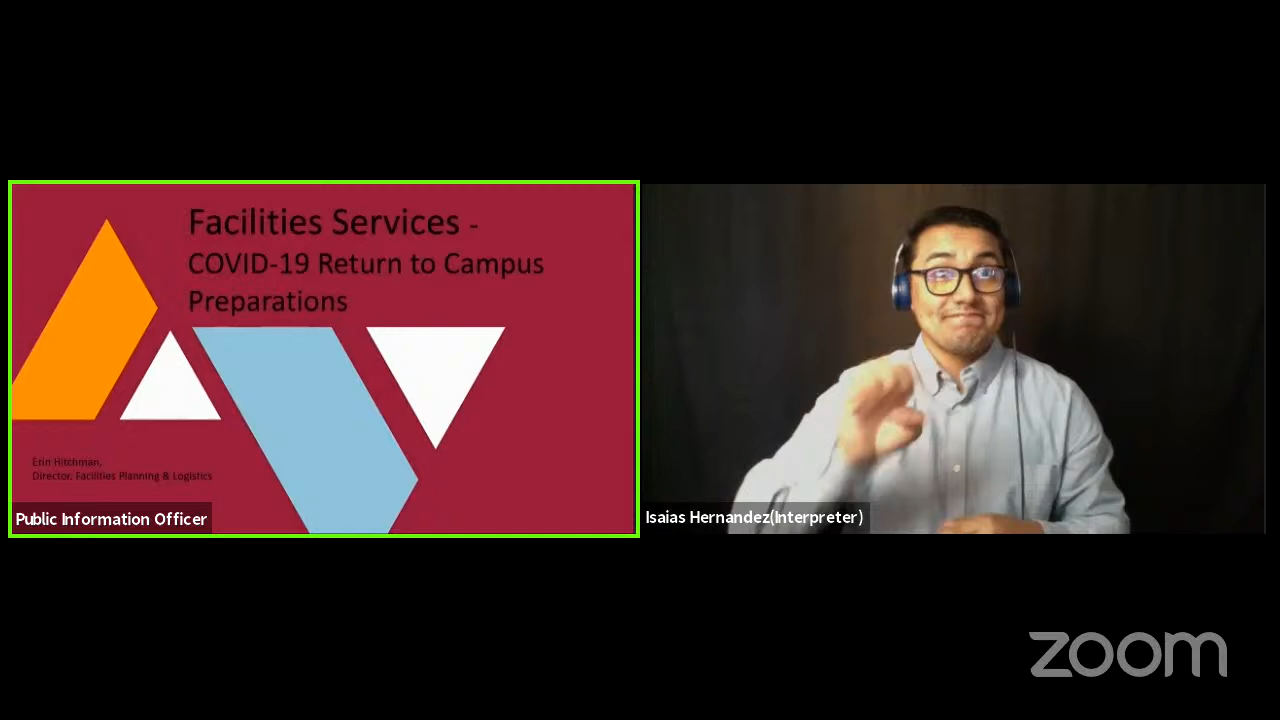 Facilities Services -
COVID-19 Return to Campus
Preparations
Erin Hitchman,
Director, Facilities Planning & Logistics
Public Information Officer
Isaias Hernandez(Interpreter)
zoom